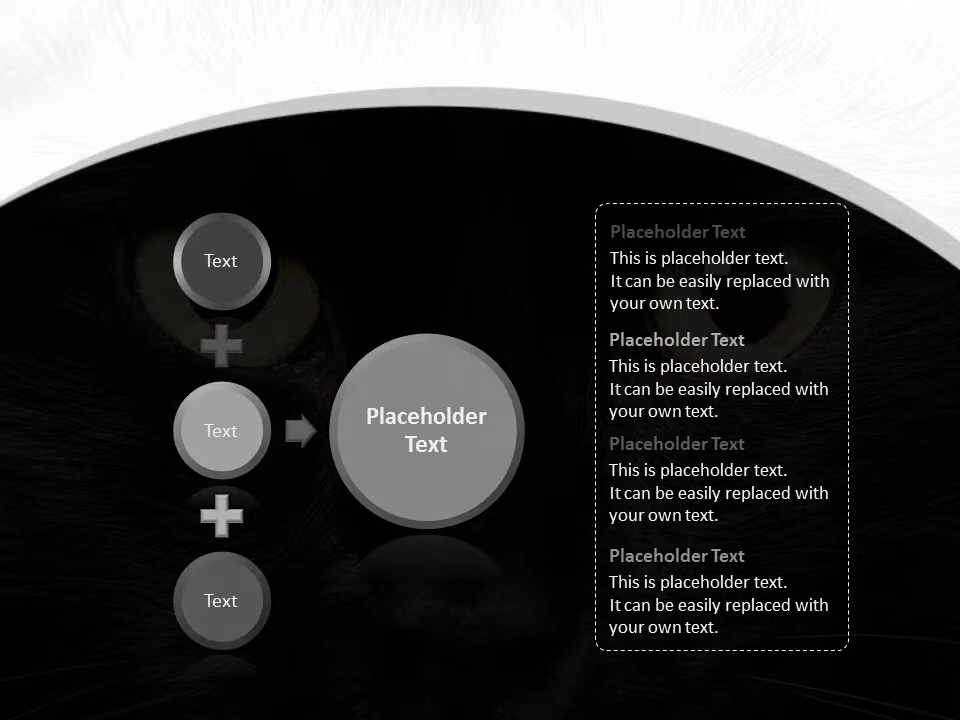 Text
Text
Text
Placeholder
Text
Placeholder Text
This is placeholder text.
It can be easily replaced with
your own text.
Placeholder Text
This is placeholder text.
It can be easily replaced with
your own text.
Placeholder Text
This is placeholder text.
It can be easily replaced with
your own text.
Placeholder Text
This is placeholder text.
It can be easily replaced with
your own text.